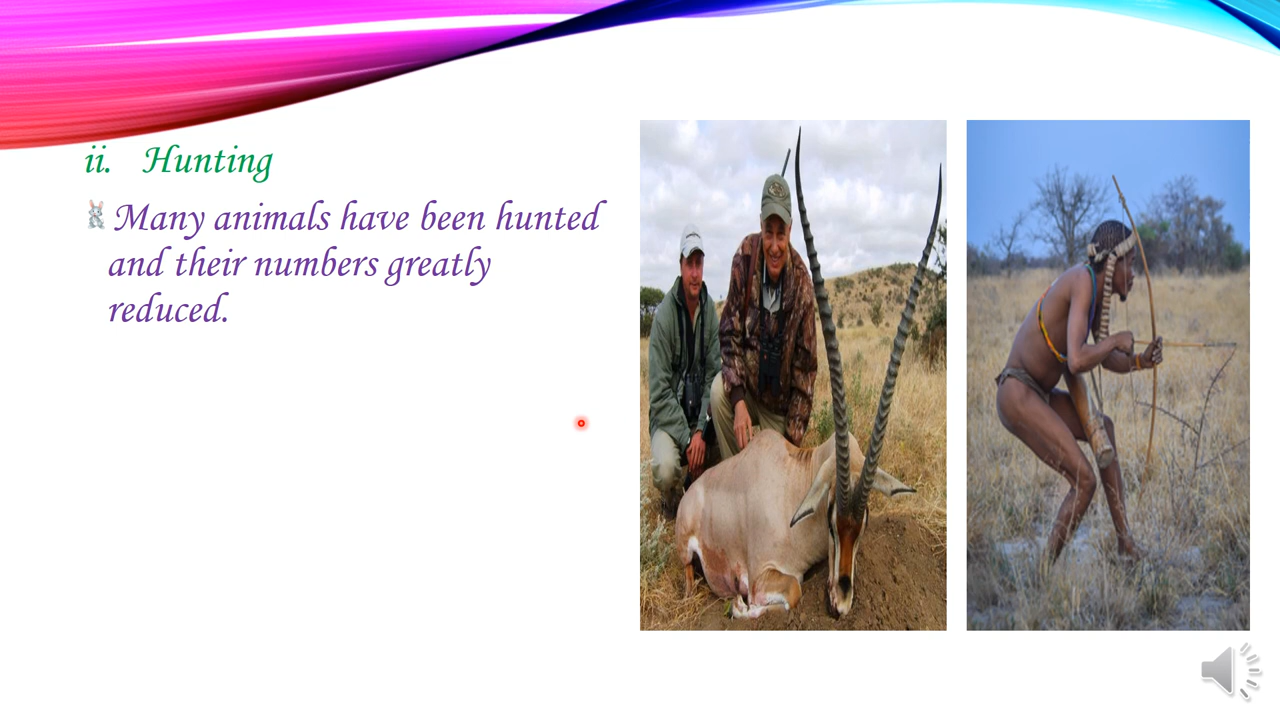 ii. Hunting
Many animals have been hunted
and their numbers greatly
reduced.